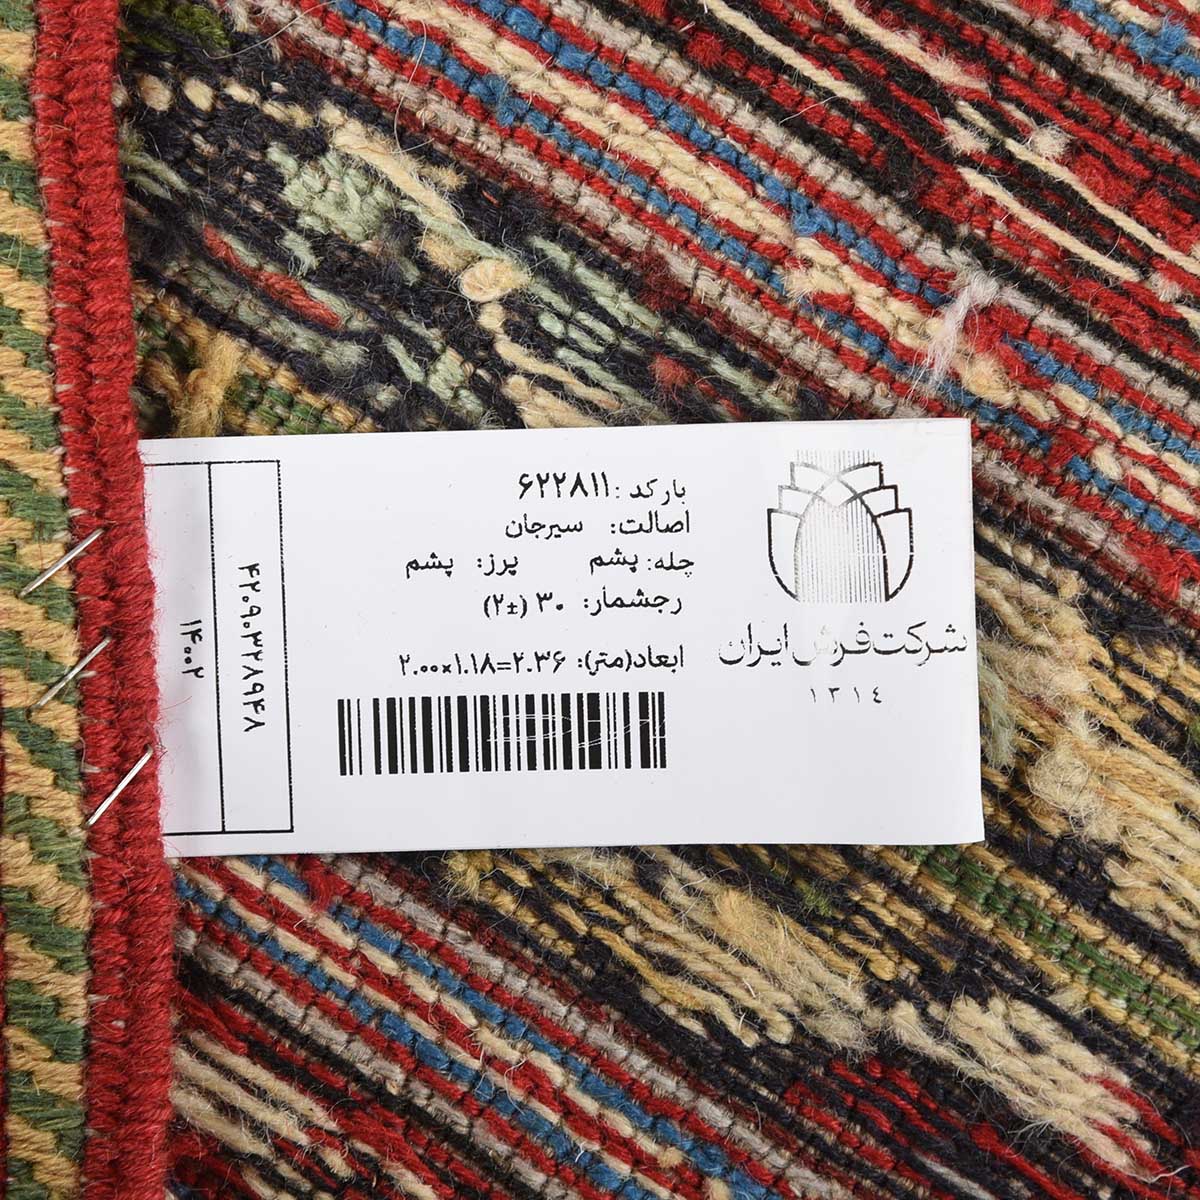 بارکد: ۶۲۲۸۱۱
اصالت: سیرجان
چله: پشم پرز: پشم
رجشمار: ۳۰ (±۲)
ابعاد(متر): ۲.۰۰×۱.۱۸=۲.۳۶
شرکت فرش ایران
١٣١٤
۴۲۰۹۰۳۲۸۹۴۸
۱۴۰۰۲